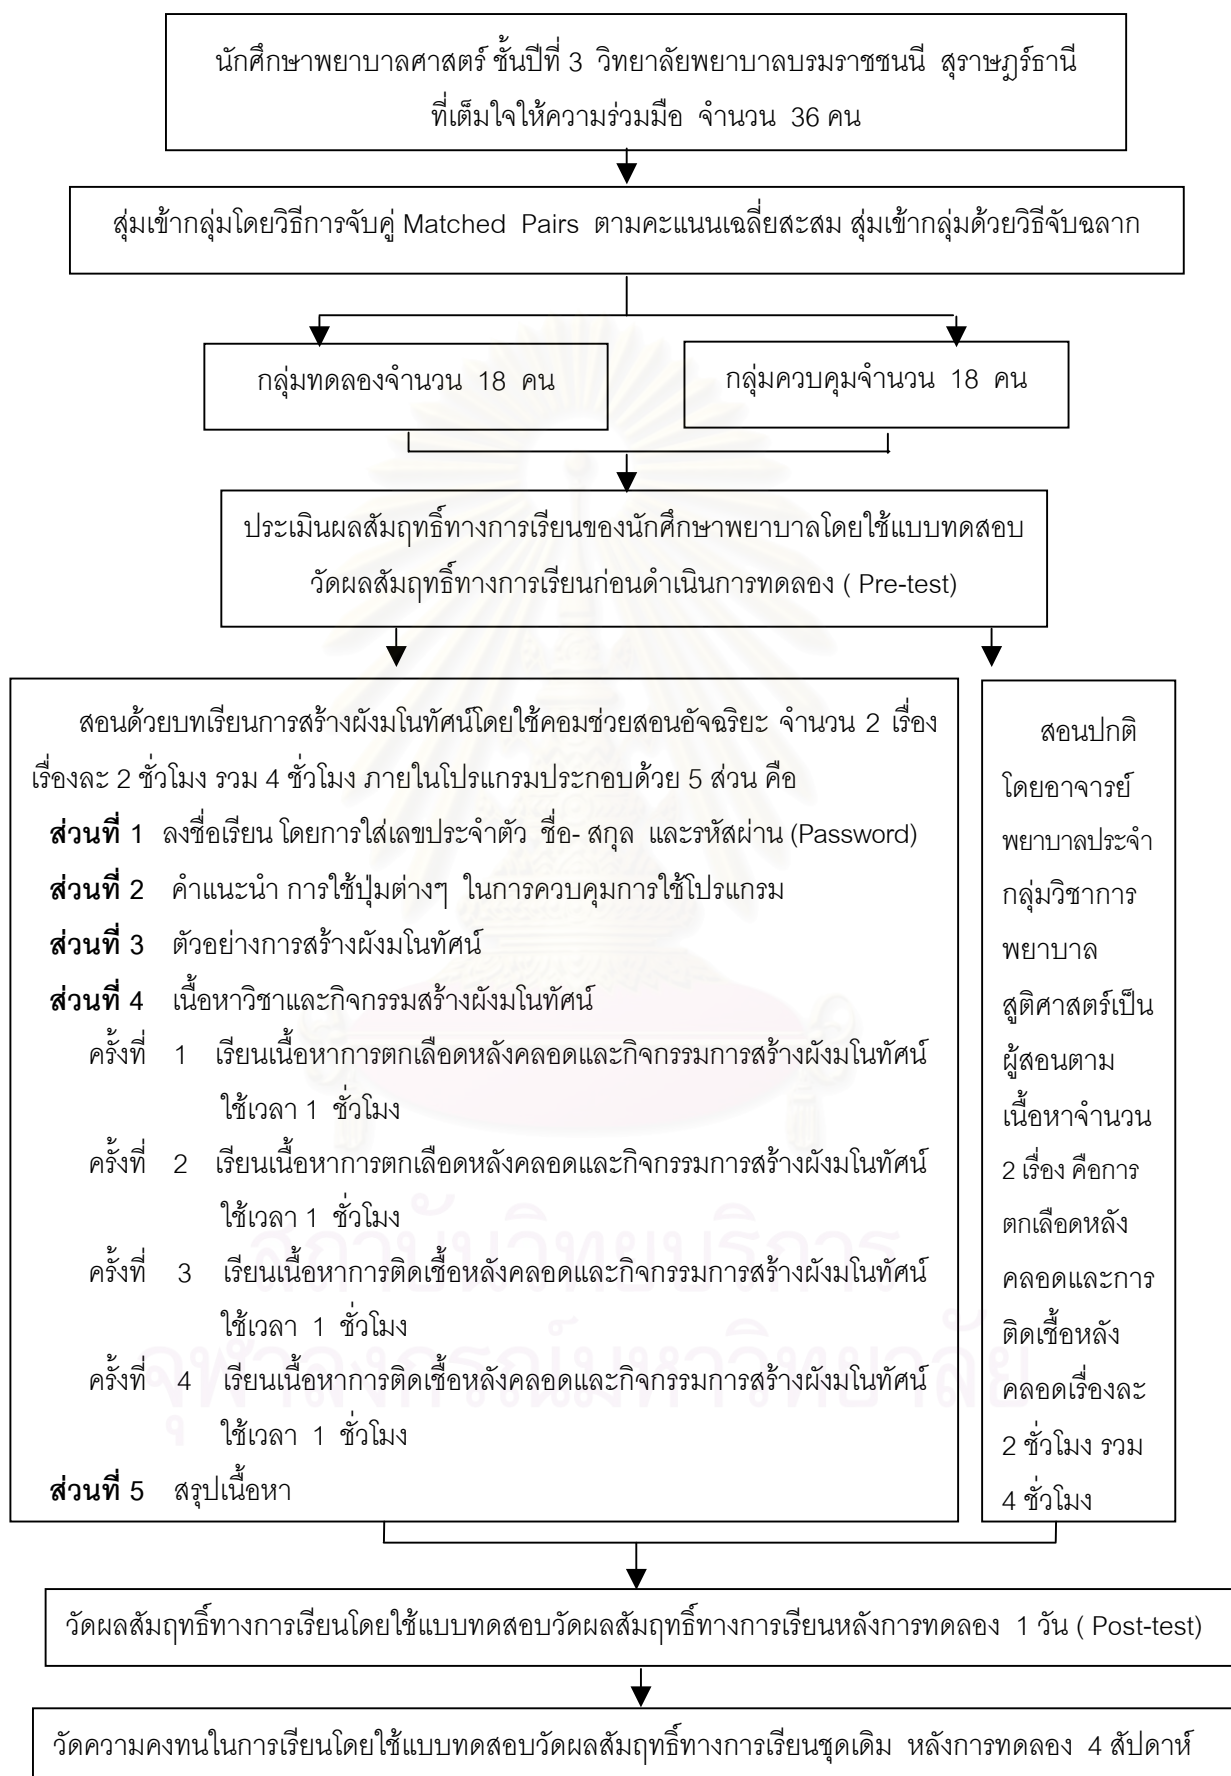 นักศึกษาพยาบาลศาสตร์ ชั้นปีที่ 3 วิทยาลัยพยาบาลบรมราชชนนี สุราษฎร์ธานี
ที่เต็มใจให้ความร่วมมือ จำนวน 36 คน
สุ่มเข้ากลุ่มโดยวิธีการจับคู่ Matched Pairs ตามคะแนนเฉลี่ยสะสม สุ่มเข้ากลุ่มด้วยวิธีจับฉลาก
กลุ่มทดลองจำนวน 18 คน
กลุ่มควบคุมจำนวน 18 คน
ประเมินผลสัมฤทธิ์ทางการเรียนของนักศึกษาพยาบาลโดยใช้แบบทดสอบ
วัดผลสัมฤทธิ์ทางการเรียนก่อนดำเนินการทดลอง ( Pre-test)
สอนด้วยบทเรียนการสร้างผังมโนทัศน์โดยใช้คอมช่วยสอนอัจฉริยะ จำนวน 2 เรื่อง
เรื่องละ 2 ชั่วโมง รวม 4 ชั่วโมง ภายในโปรแกรมประกอบด้วย 5 ส่วน คือ
ส่วนที่ 1 ลงชื่อเรียน โดยการใส่เลขประจำตัว ชื่อ- สกุล และรหัสผ่าน (Password)
ส่วนที่ 2 คำแนะนำ การใช้ปุ่มต่างๆ ในการควบคุมการใช้โปรแกรม
ส่วนที่ 3 ตัวอย่างการสร้างผังมโนทัศน์
ส่วนที่ 4 เนื้อหาวิชาและกิจกรรมสร้างผังมโนทัศน์
ครั้งที่ 1 เรียนเนื้อหาการตกเลือดหลังคลอดและกิจกรรมการสร้างผังมโนทัศน์
ใช้เวลา 1 ชั่วโมง
ครั้งที่ 2 เรียนเนื้อหาการตกเลือดหลังคลอดและกิจกรรมการสร้างผังมโนทัศน์
ใช้เวลา 1 ชั่วโมง
ครั้งที่ 3 เรียนเนื้อหาการติดเชื้อหลังคลอดและกิจกรรมการสร้างผังมโนทัศน์
ใช้เวลา 1 ชั่วโมง
ครั้งที่ 4 เรียนเนื้อหาการติดเชื้อหลังคลอดและกิจกรรมการสร้างผังมโนทัศน์
ใช้เวลา 1 ชั่วโมง
ส่วนที่ 5 สรุปเนื้อหา
สอนปกติ
โดยอาจารย์
พยาบาลประจำ
กลุ่มวิชาการ
พยาบาล
สูติศาสตร์เป็น
ผู้สอนตาม
เนื้อหาจำนวน
2 เรื่อง คือการ
ตกเลือดหลัง
คลอดและการ
ติดเชื้อหลัง
คลอดเรื่องละ
2 ชั่วโมง รวม
4 ชั่วโมง
วัดผลสัมฤทธิ์ทางการเรียนโดยใช้แบบทดสอบวัดผลสัมฤทธิ์ทางการเรียนหลังการทดลอง 1 วัน ( Post-test)
วัดความคงทนในการเรียนโดยใช้แบบทดสอบวัดผลสัมฤทธิ์ทางการเรียนชุดเดิม หลังการทดลอง 4 สัปดาห์
สถาบันวิทยบริการ
จุฬาลงกรณ์มหาวิทยาลัย